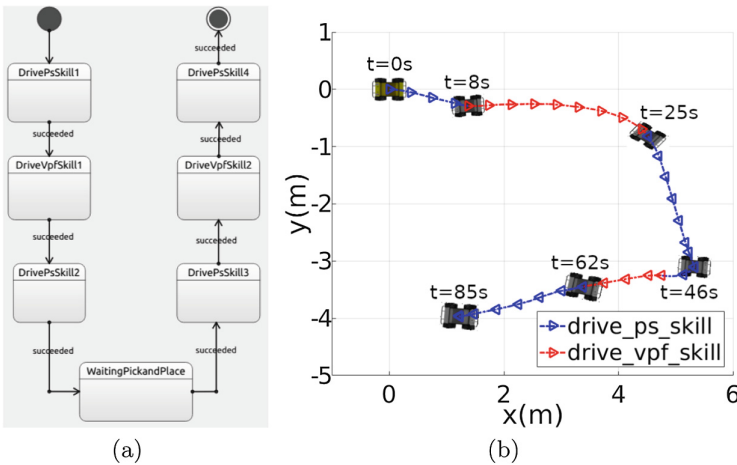 succeeded
DrivePsSkill1
DrivePsSkill4
succeeded
succeeded
DriveVpfSkill1
DriveVpfSkill2
succeeded
succeeded
DrivePsSkill2
DrivePsSkill3
succeeded
succeeded
WaitingPickandPlace
(a)
1
0
-1
-2
-3
-4
-5
y(m)
t=0s
t=8s
t=25s
t=62s
t=46s
t=85s
drive_ps_skill
drive_vpf_skill
0
2
4
6
x(m)
(b)